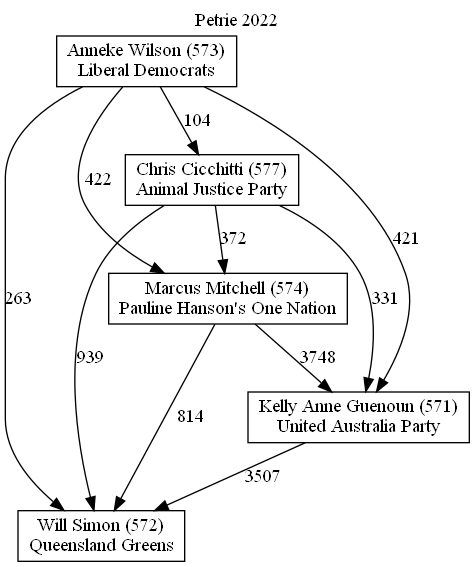 Petrie 2022
Anneke Wilson (573)
Liberal Democrats
104
Chris Cicchitti (577)
Animal Justice Party
422
372
421
Marcus Mitchell (574)
Pauline Hanson's One Nation
263
331
939
3748
814
Kelly Anne Guenoun (571)
United Australia Party
3507
Will Simon (572)
Queensland Greens